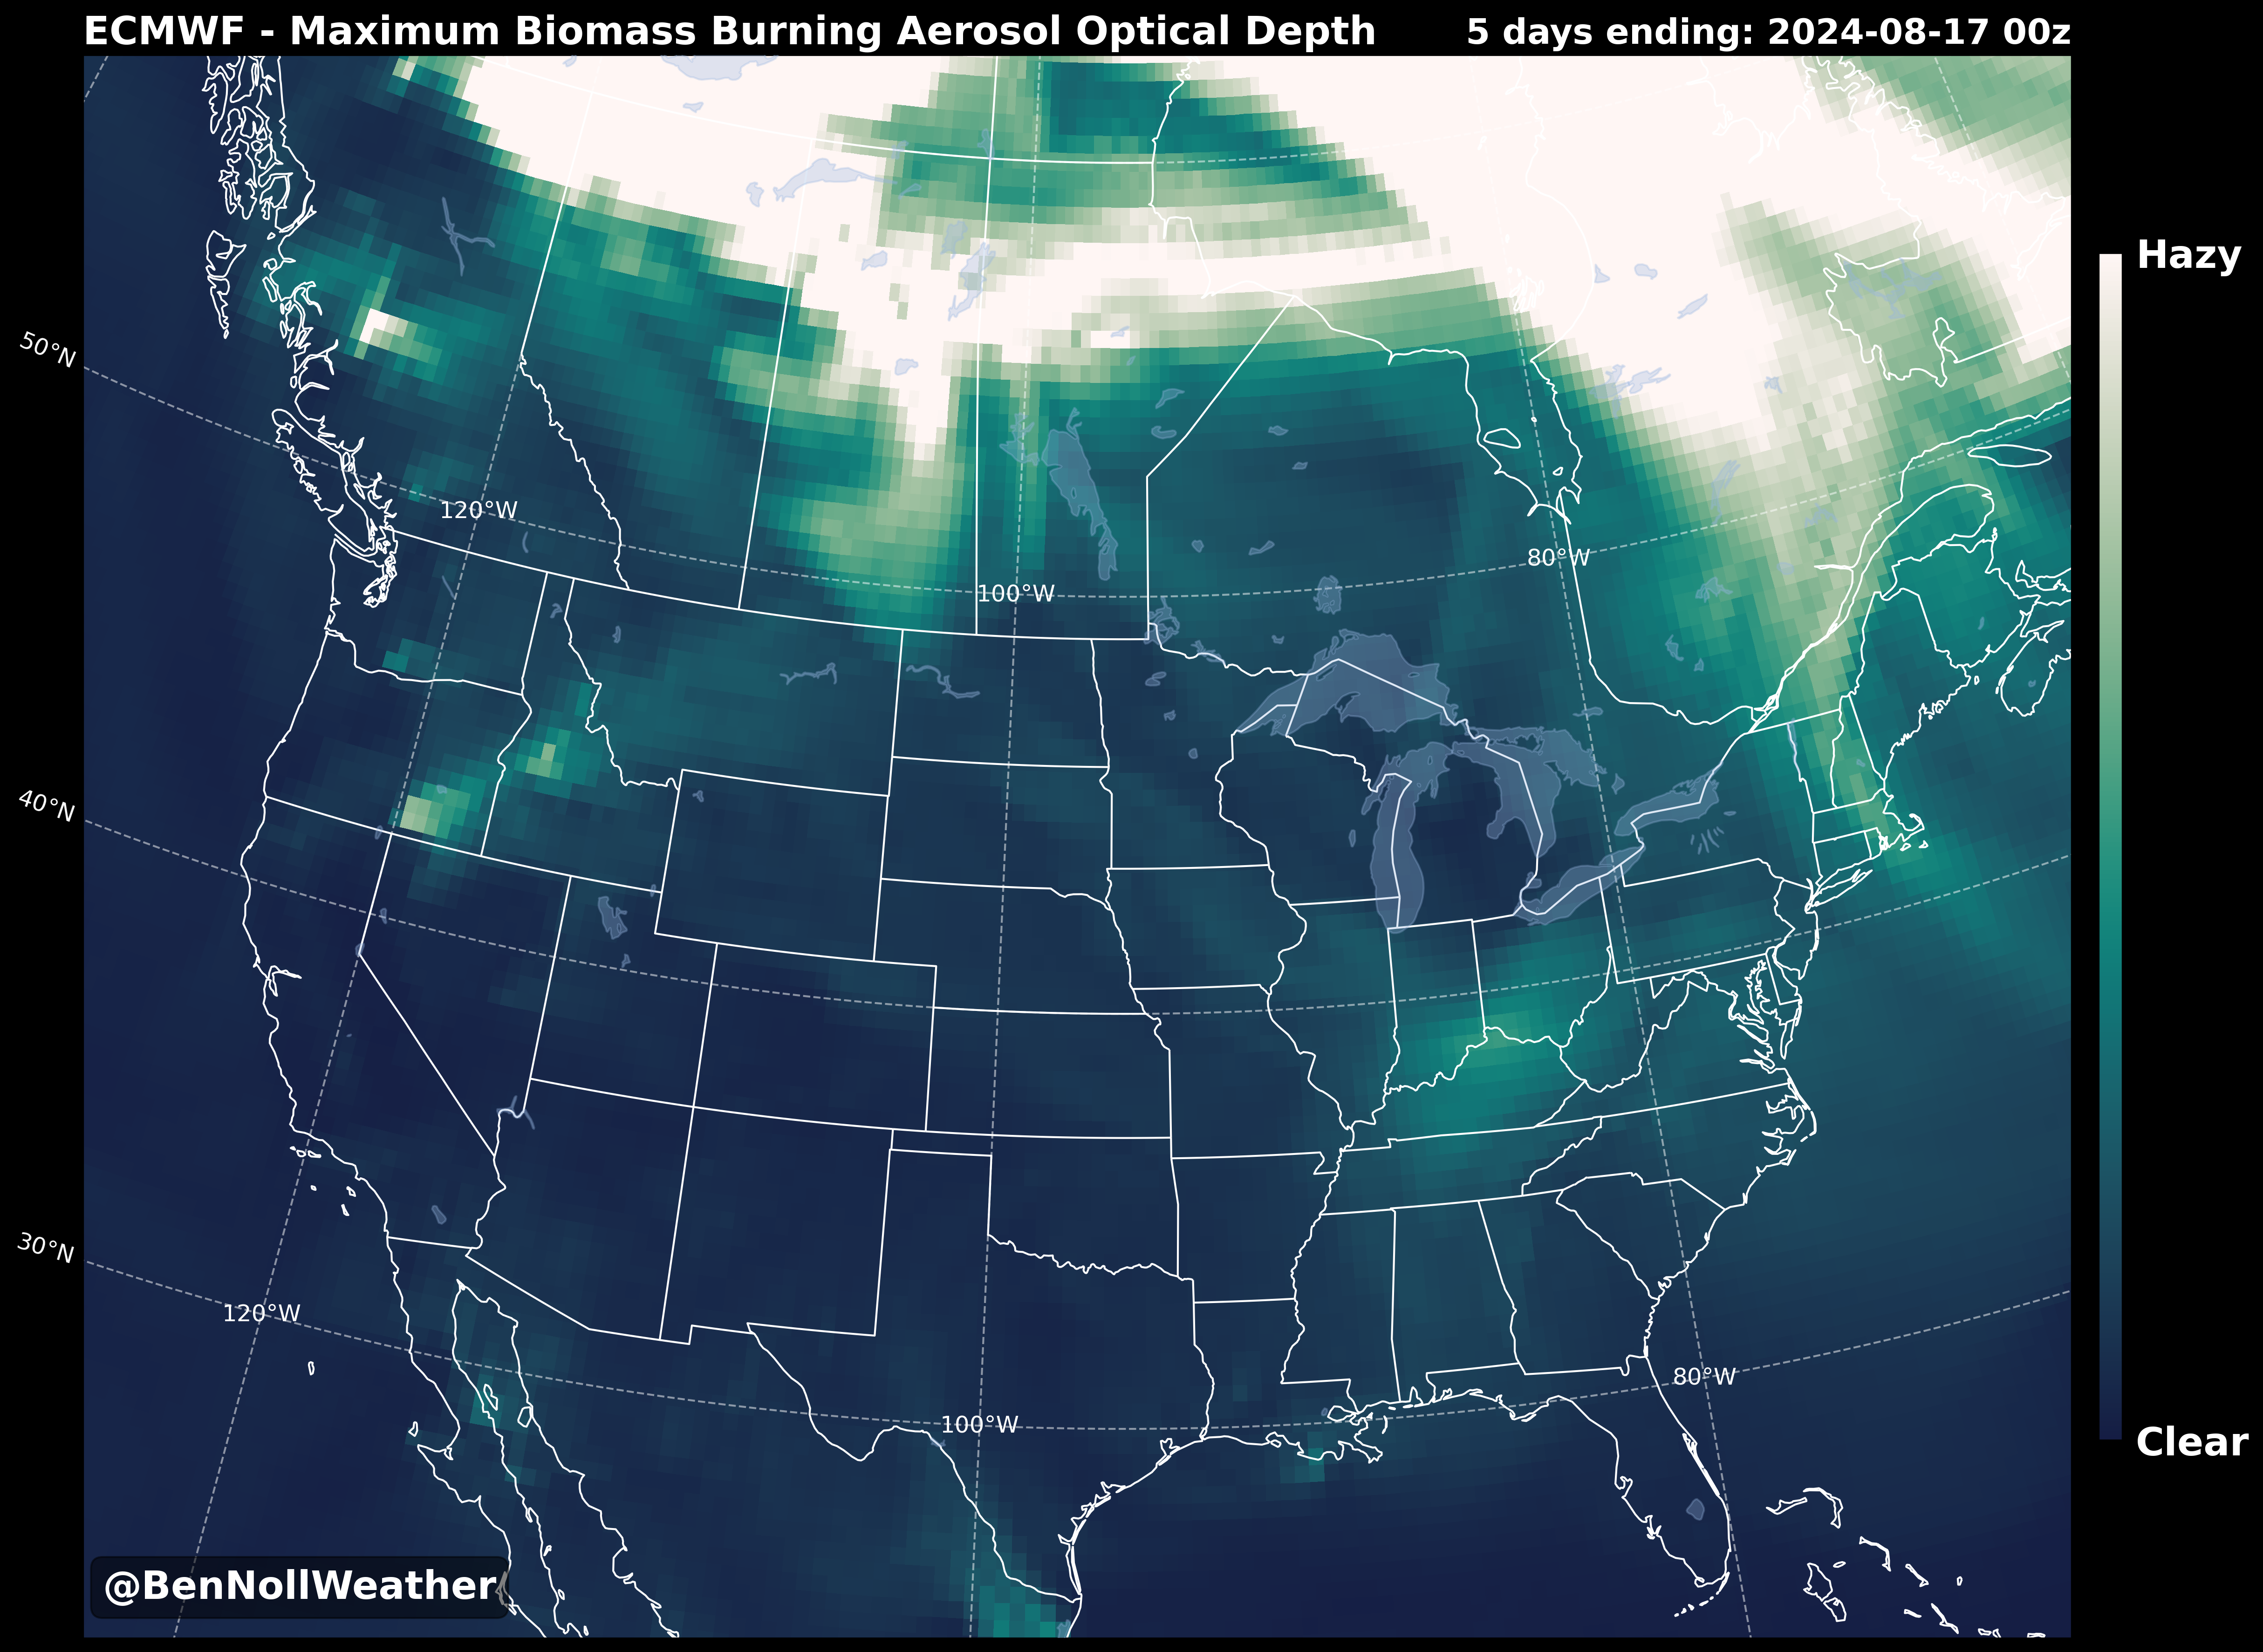 ECMWF - Maximum Biomass Burning Aerosol Optical Depth
5 days ending: 2024-08-17 00z
Hazy
50°N
120°W
80°W
100°W
40°N
30°N
120°W
80°W
100°W
Clear
@BenNollWeather